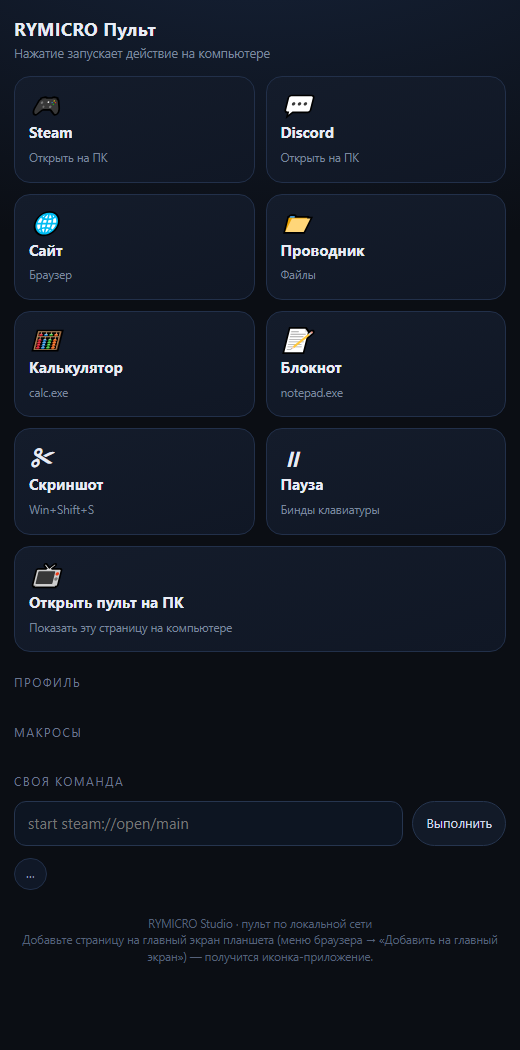 RYMICRO Пульт
Нажатие запускает действие на компьютере
Steam
Открыть на ПК
Discord
Открыть на ПК
Сайт
Браузер
Проводник
Файлы
Калькулятор
calc.exe
Блокнот
notepad.exe
Скриншот
Win+Shift+S
Пауза
Бинды клавиатуры
Открыть пульт на ПК
Показать эту страницу на компьютере
ПРОФИЛЬ
МАКРОСЫ
СВОЯ КОМАНДА
start steam://open/main
Выполнить
...
RYMICRO Studio · пульт по локальной сети
Добавьте страницу на главный экран планшета (меню браузера → «Добавить на главный
экран») — получится иконка-приложение.